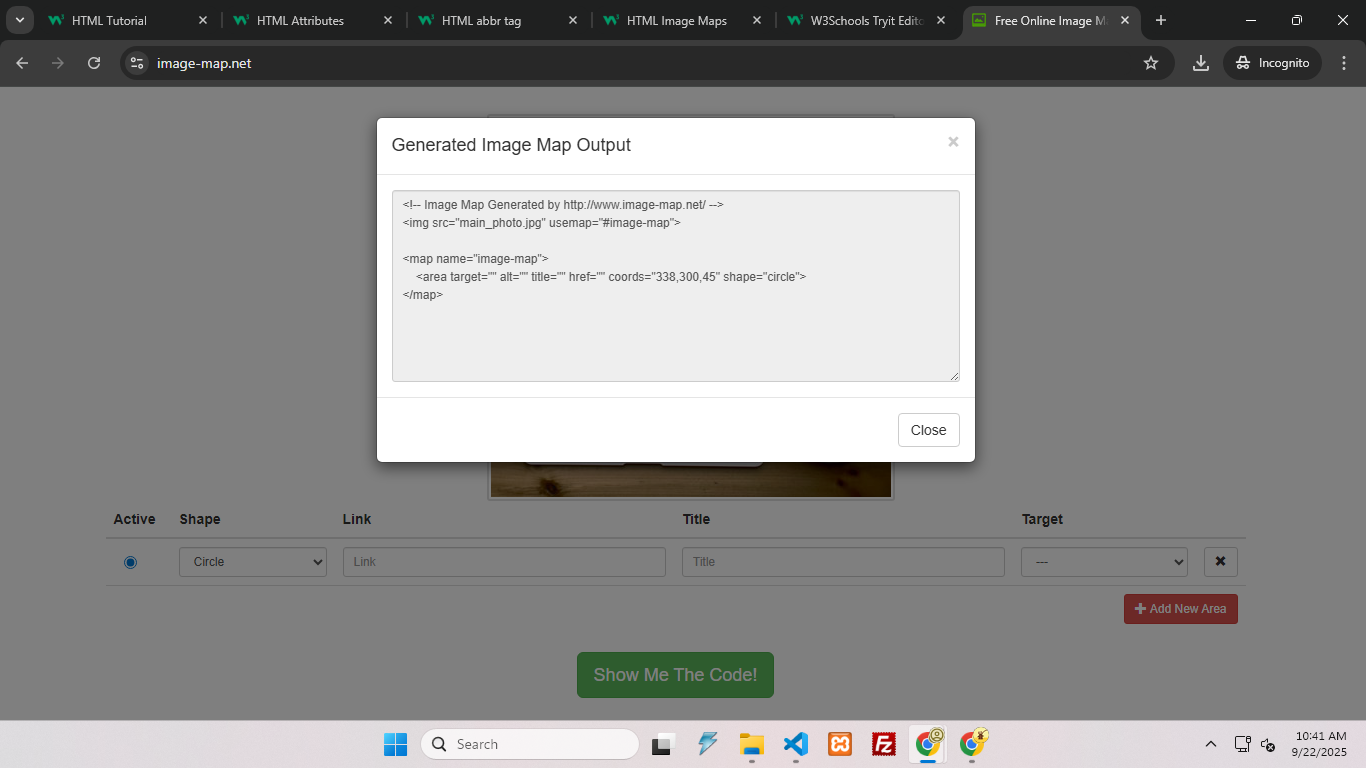 HTML Tutorial
HTML Attributes
HTML abbr tag
HTML Image Maps
W3Schools Tryit Edito
Free Online Image M
image-map.net
Incognito
Generated Image Map Output
×
<!-- Image Map Generated by http://www.image-map.net/ -->
<img src="main_photo.jpg" usemap="#image-map">
<map name="image-map">
<area target="" alt="" title="" href="" coords="338,300,45" shape="circle">
</map>
Close
Active Shape Link Title Target
Circle Link Title ---
Add New Area
Show Me The Code!
Search
10:41 AM
9/22/2025